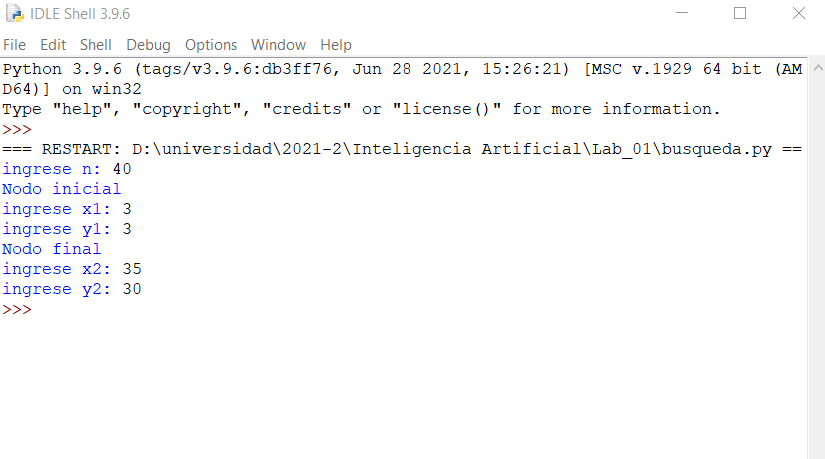 IDLE Shell 3.9.6
File Edit Shell Debug Options Window Help
Python 3.9.6 (tags/v3.9.6:db3ff76, Jun 28 2021, 15:26:21) [MSC v.1929 64 bit (AM
D64)] on win32
Type "help", "copyright", "credits" or "license()" for more information.
>>>
=== RESTART: D:\universidad\2021-2\Inteligencia Artificial\Lab_01\busqueda.py ==
ingrese n: 40
Nodo inicial
ingrese x1: 3
ingrese y1: 3
Nodo final
ingrese x2: 35
ingrese y2: 30
>>>